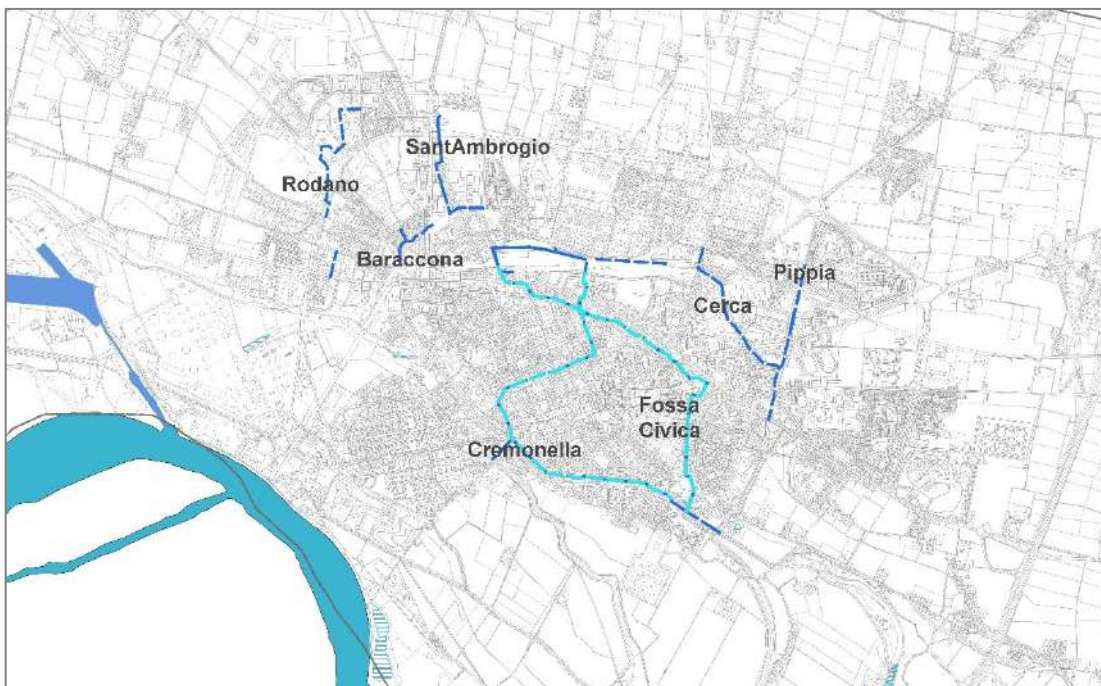 SantAmbrogio
Rodano
Baraccona
Pippia
Cerca
Fossa
Civica
Cremonella